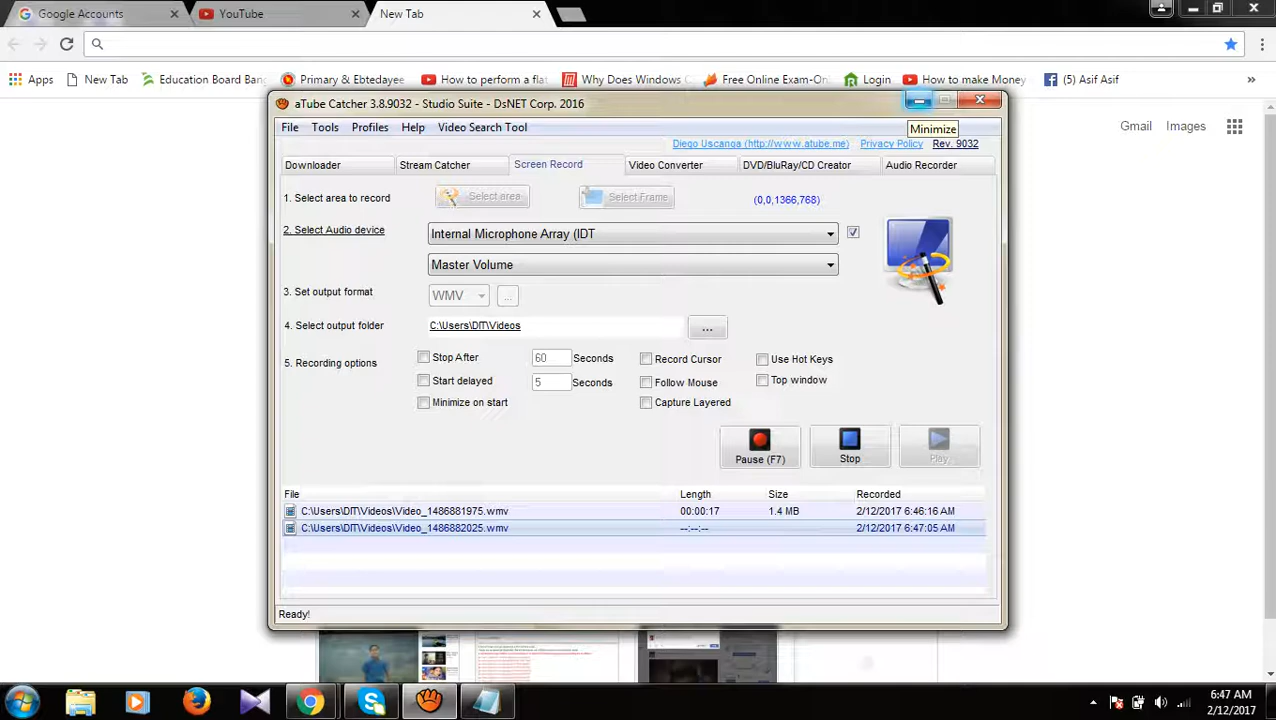 Google Accounts
YouTube
New Tab
Apps
New Tab
Education Board Ban
Primary & Ebtedayee
How to perform a flat
Why Does Windows
Free Online Exam-On
Login
How to make Money
(5) Asif Asif
»
Gmail Images
aTube Catcher 3.8.9032 - Studio Suite - DsNET Corp. 2016
File Tools Profiles Help Video Search Tool
Minimize
Diego Uscanga (http://www.atube.me) Privacy Policy Rev. 9032
Downloader Stream Catcher Screen Record Video Converter DVD/BluRay/CD Creator Audio Recorder
1. Select area to record Select area Select Frame (0,0,1366,768)
2. Select Audio device Internal Microphone Array (IDT
Master Volume
3. Set output format WMV ...
4. Select output folder C:\Users\DIT\Videos ...
5. Recording options
Stop After 60 Seconds Record Cursor Use Hot Keys
Start delayed 5 Seconds Follow Mouse Top window
Minimize on start Capture Layered
Pause (F7) Stop Play
File Length Size Recorded
C:\Users\DIT\Videos\Video_1486881975.wmv 00:00:17 1.4 MB 2/12/2017 6:46:16 AM
C:\Users\DIT\Videos\Video_1486882025.wmv --:--:-- 2/12/2017 6:47:05 AM
Ready!
6:47 AM
2/12/2017